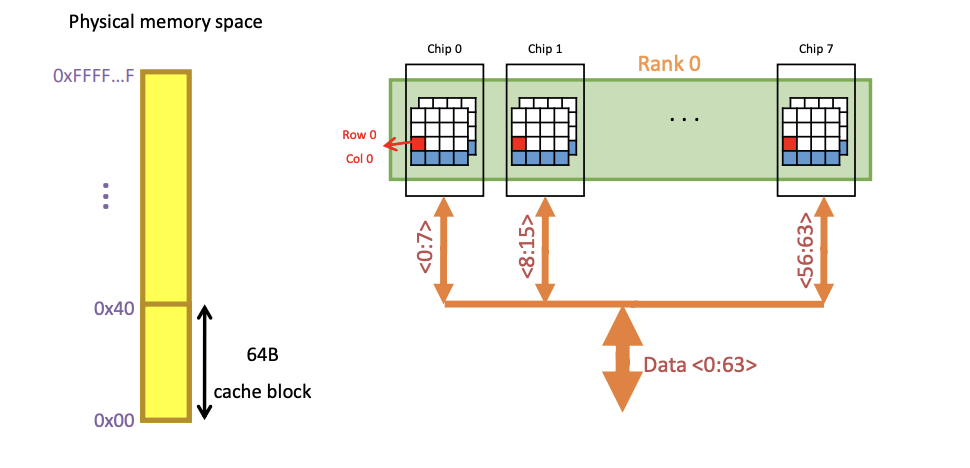 Physical memory space
0xFFFF...F
⋮
0x40
0x00
64B
cache block
Chip 0
Chip 1
Chip 7
Rank 0
. . .
Row 0
Col 0
<0:7>
<8:15>
<56:63>
Data <0:63>